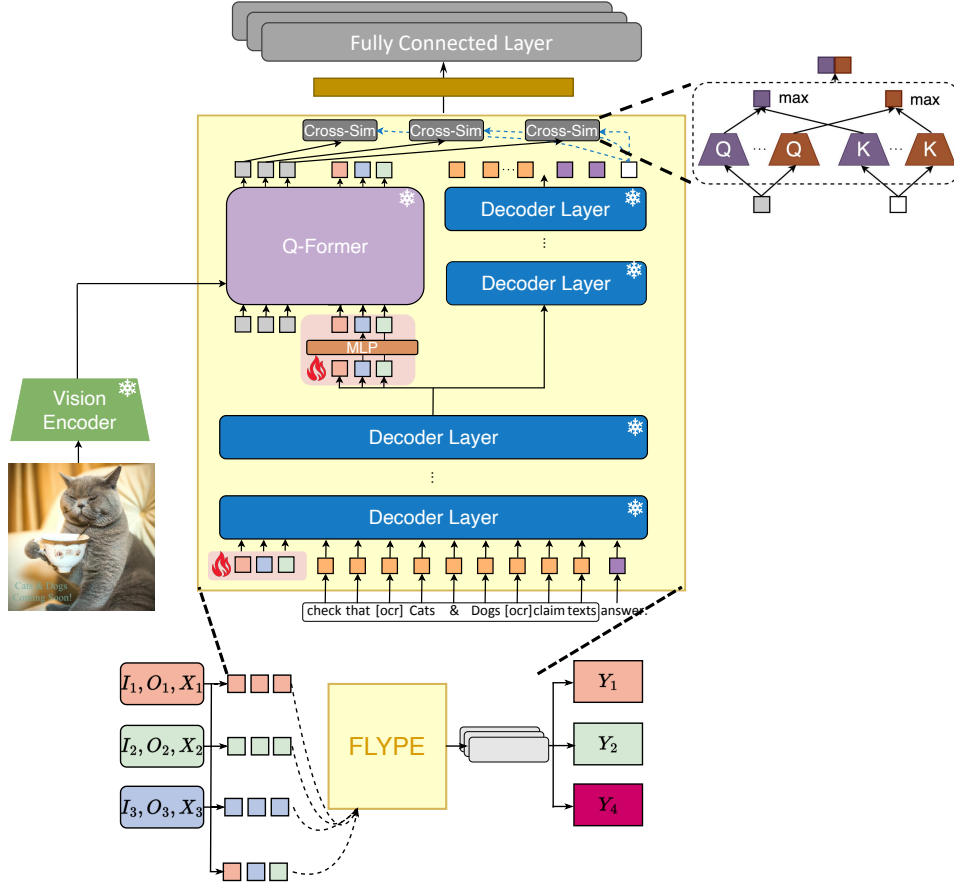 Fully Connected Layer
max
max
Cross-Sim
Cross-Sim
Cross-Sim
Q
...
Q
K
...
K
...
Decoder Layer
Q-Former
...
Decoder Layer
MLP
Vision
Encoder
Decoder Layer
...
Decoder Layer
Cats & Dogs
Coming Soon!
check that [ocr] Cats & Dogs [ocr] claim texts answer:
I₁, O₁, X₁
Y₁
I₂, O₂, X₂
FLYPE
Y₂
I₃, O₃, X₃
Y₄